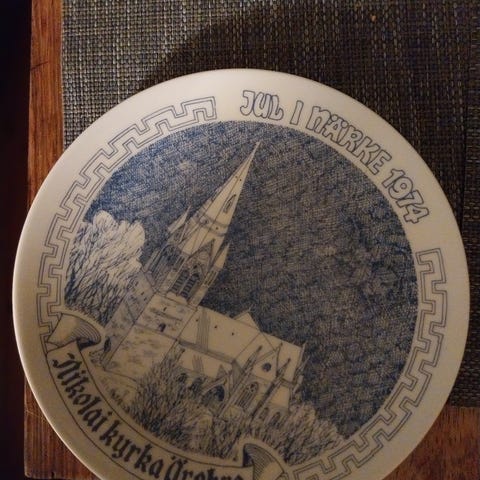 JUL I NÄRKE 1974
Nikolai kyrka Örebro